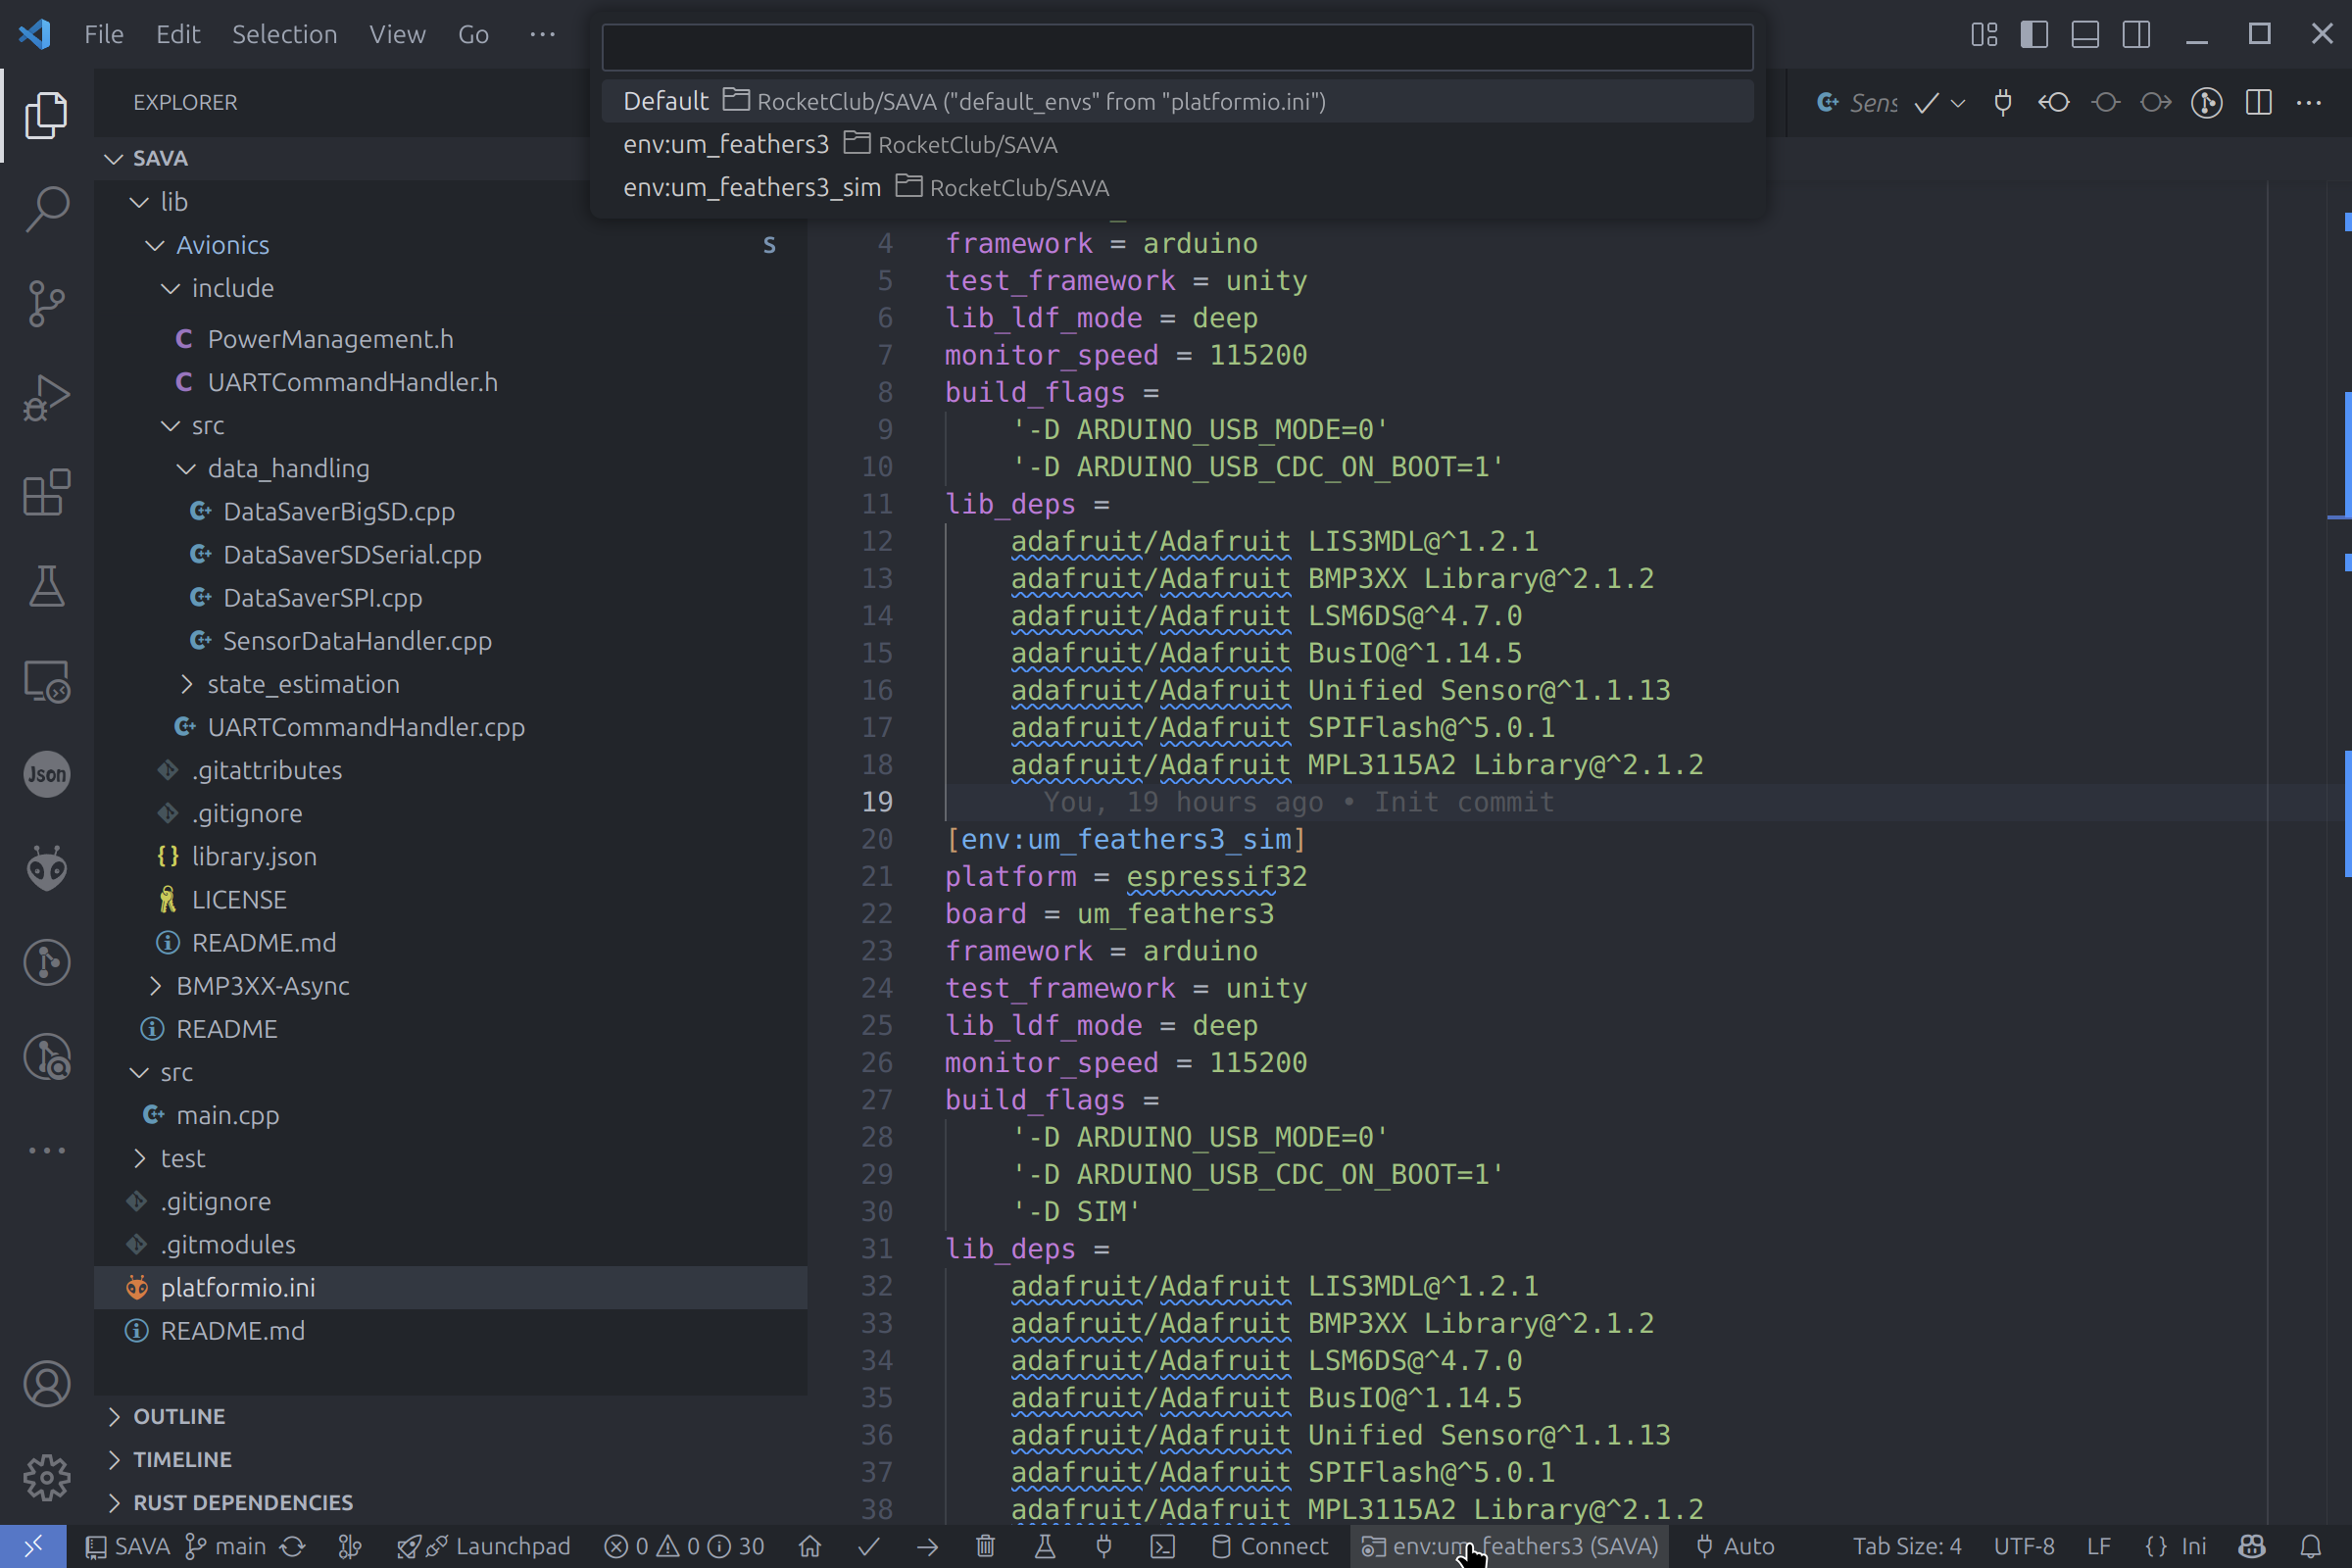 File Edit Selection View Go ···
Default RocketClub/SAVA ("default_envs" from "platformio.ini")
env:um_feathers3 RocketClub/SAVA
env:um_feathers3_sim RocketClub/SAVA
Sens
EXPLORER
SAVA
lib
Avionics S
include
PowerManagement.h
UARTCommandHandler.h
src
data_handling
DataSaverBigSD.cpp
DataSaverSDSerial.cpp
DataSaverSPI.cpp
SensorDataHandler.cpp
state_estimation
UARTCommandHandler.cpp
.gitattributes
.gitignore
library.json
LICENSE
README.md
BMP3XX-Async
README
src
main.cpp
test
.gitignore
.gitmodules
platformio.ini
README.md
OUTLINE
TIMELINE
RUST DEPENDENCIES
Json
4 framework = arduino
5 test_framework = unity
6 lib_ldf_mode = deep
7 monitor_speed = 115200
8 build_flags =
9 '-D ARDUINO_USB_MODE=0'
10 '-D ARDUINO_USB_CDC_ON_BOOT=1'
11 lib_deps =
12 adafruit/Adafruit LIS3MDL@^1.2.1
13 adafruit/Adafruit BMP3XX Library@^2.1.2
14 adafruit/Adafruit LSM6DS@^4.7.0
15 adafruit/Adafruit BusIO@^1.14.5
16 adafruit/Adafruit Unified Sensor@^1.1.13
17 adafruit/Adafruit SPIFlash@^5.0.1
18 adafruit/Adafruit MPL3115A2 Library@^2.1.2
19 You, 19 hours ago • Init commit
20 [env:um_feathers3_sim]
21 platform = espressif32
22 board = um_feathers3
23 framework = arduino
24 test_framework = unity
25 lib_ldf_mode = deep
26 monitor_speed = 115200
27 build_flags =
28 '-D ARDUINO_USB_MODE=0'
29 '-D ARDUINO_USB_CDC_ON_BOOT=1'
30 '-D SIM'
31 lib_deps =
32 adafruit/Adafruit LIS3MDL@^1.2.1
33 adafruit/Adafruit BMP3XX Library@^2.1.2
34 adafruit/Adafruit LSM6DS@^4.7.0
35 adafruit/Adafruit BusIO@^1.14.5
36 adafruit/Adafruit Unified Sensor@^1.1.13
37 adafruit/Adafruit SPIFlash@^5.0.1
38 adafruit/Adafruit MPL3115A2 Library@^2.1.2
SAVA main Launchpad 0 0 30 Connect env:um_feathers3 (SAVA) Auto Tab Size: 4 UTF-8 LF {} Ini